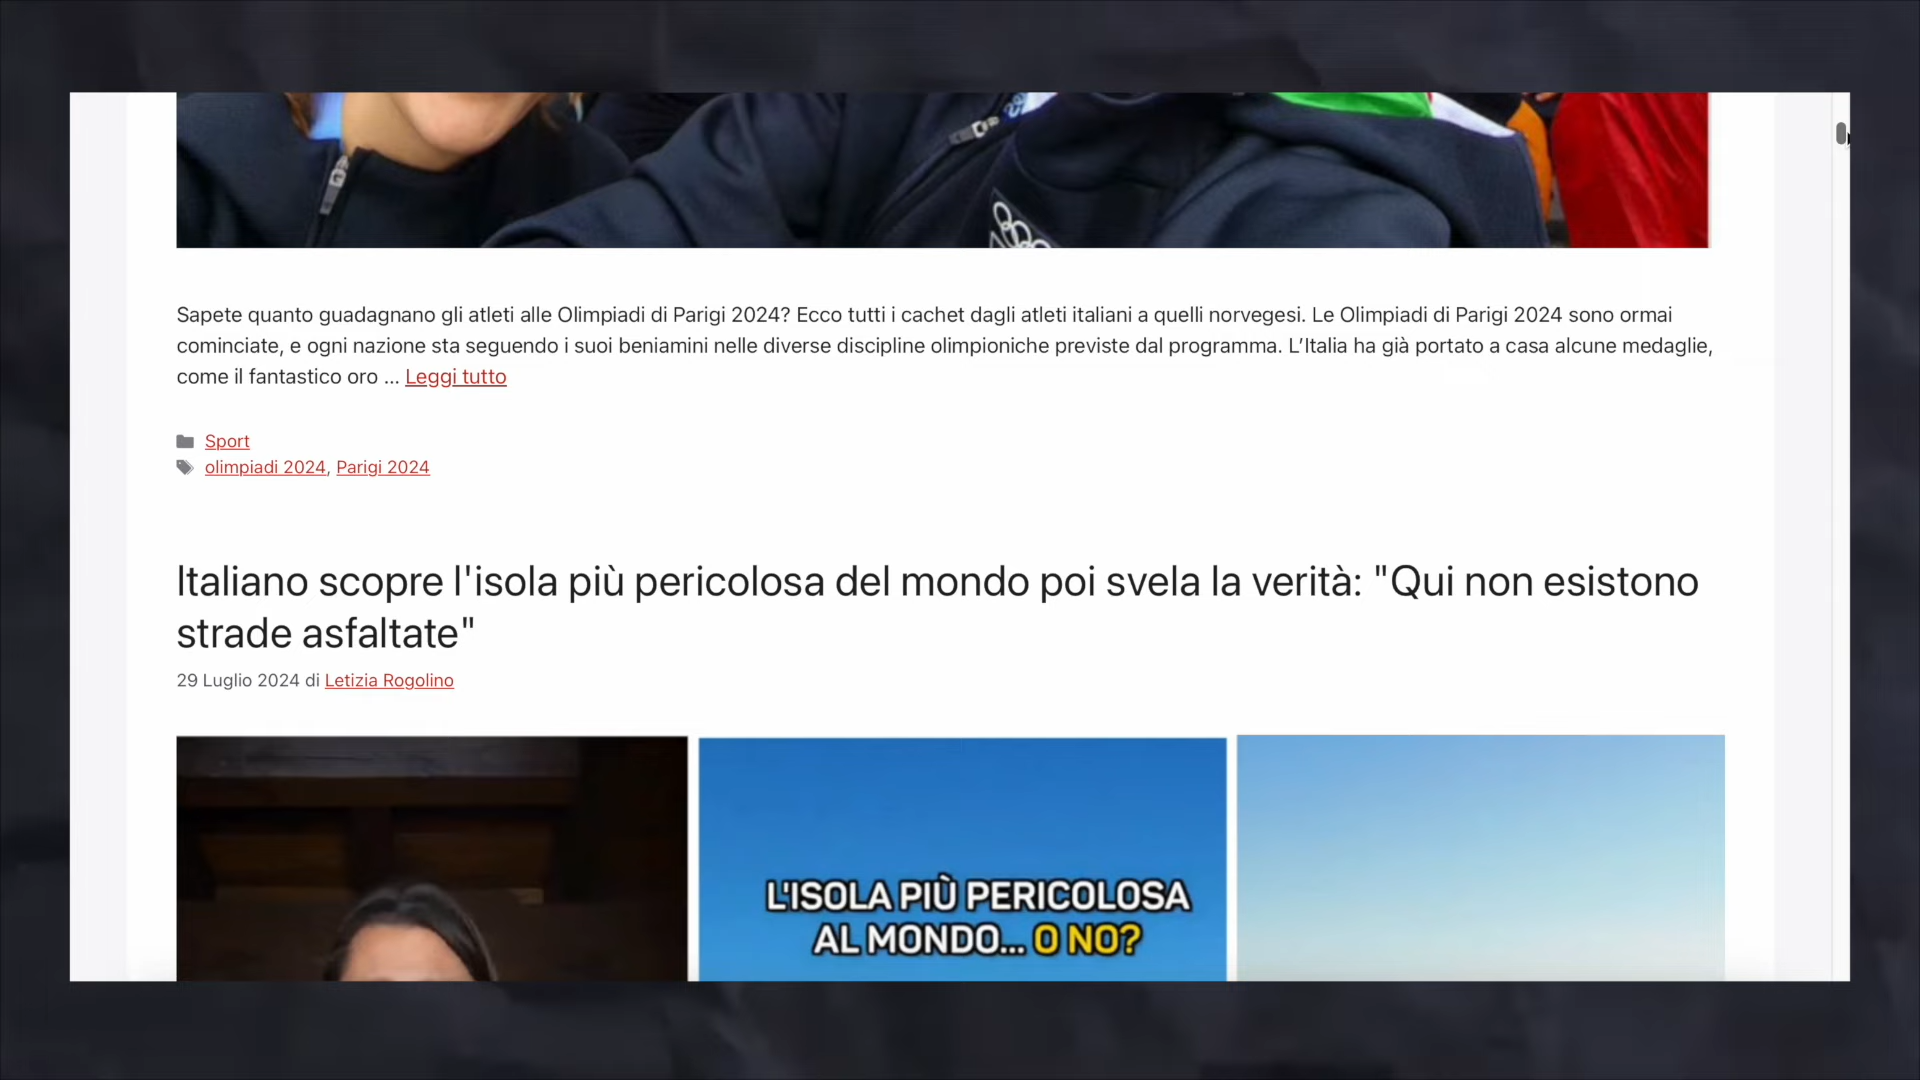 Sapete quanto guadagnano gli atleti alle Olimpiadi di Parigi 2024? Ecco tutti i cachet dagli atleti italiani a quelli norvegesi. Le Olimpiadi di Parigi 2024 sono ormai
cominciate, e ogni nazione sta seguendo i suoi beniamini nelle diverse discipline olimpioniche previste dal programma. L’Italia ha già portato a casa alcune medaglie,
come il fantastico oro ... Leggi tutto
Sport
olimpiadi 2024, Parigi 2024
Italiano scopre l'isola più pericolosa del mondo poi svela la verità: "Qui non esistono
strade asfaltate"
29 Luglio 2024 di Letizia Rogolino
L'ISOLA PIÙ PERICOLOSA
AL MONDO... O NO?